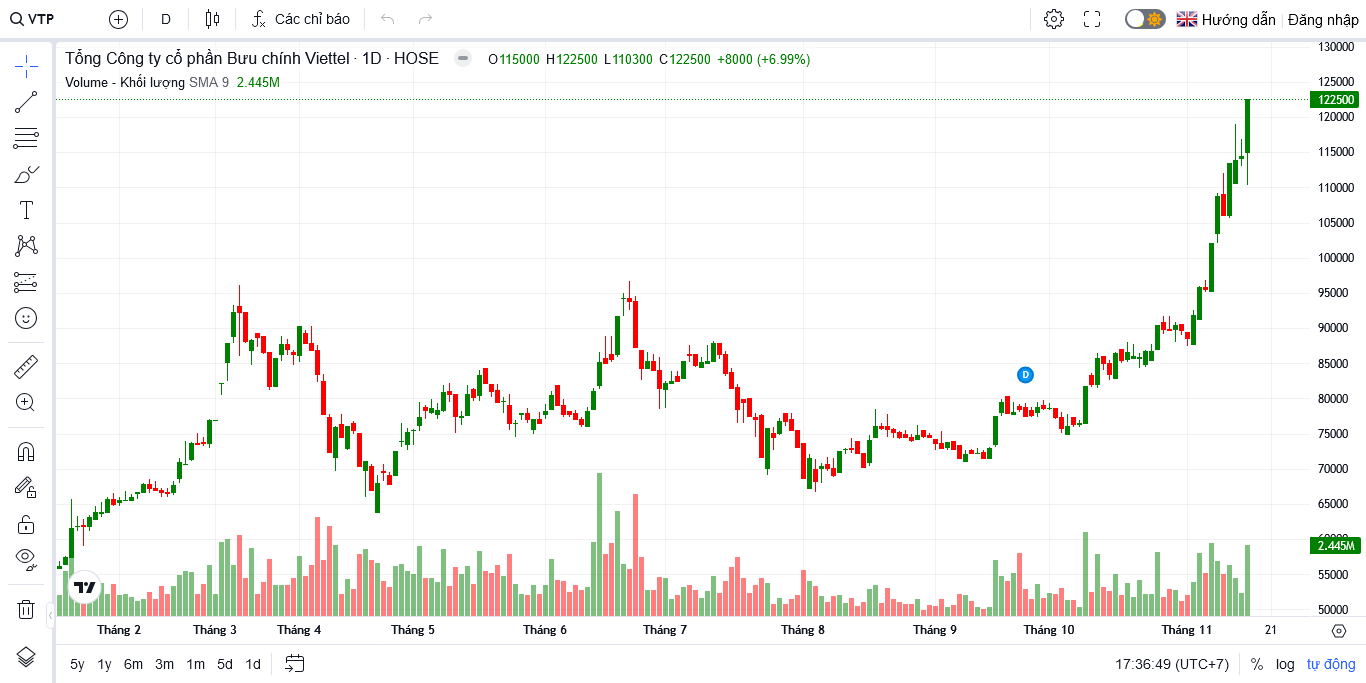 VTP D Các chỉ báo Hướng dẫn Đăng nhập
Tổng Công ty cổ phần Bưu chính Viettel · 1D · HOSE O115000 H122500 L110300 C122500 +8000 (+6.99%)
Volume - Khối lượng SMA 9 2.445M
130000
125000
122500
120000
115000
110000
105000
100000
95000
90000
85000
80000
D
75000
70000
65000
2.445M
55000
50000
Tháng 2 Tháng 3 Tháng 4 Tháng 5 Tháng 6 Tháng 7 Tháng 8 Tháng 9 Tháng 10 Tháng 11 21
5y 1y 6m 3m 1m 5d 1d 17:36:49 (UTC+7) % log tự động